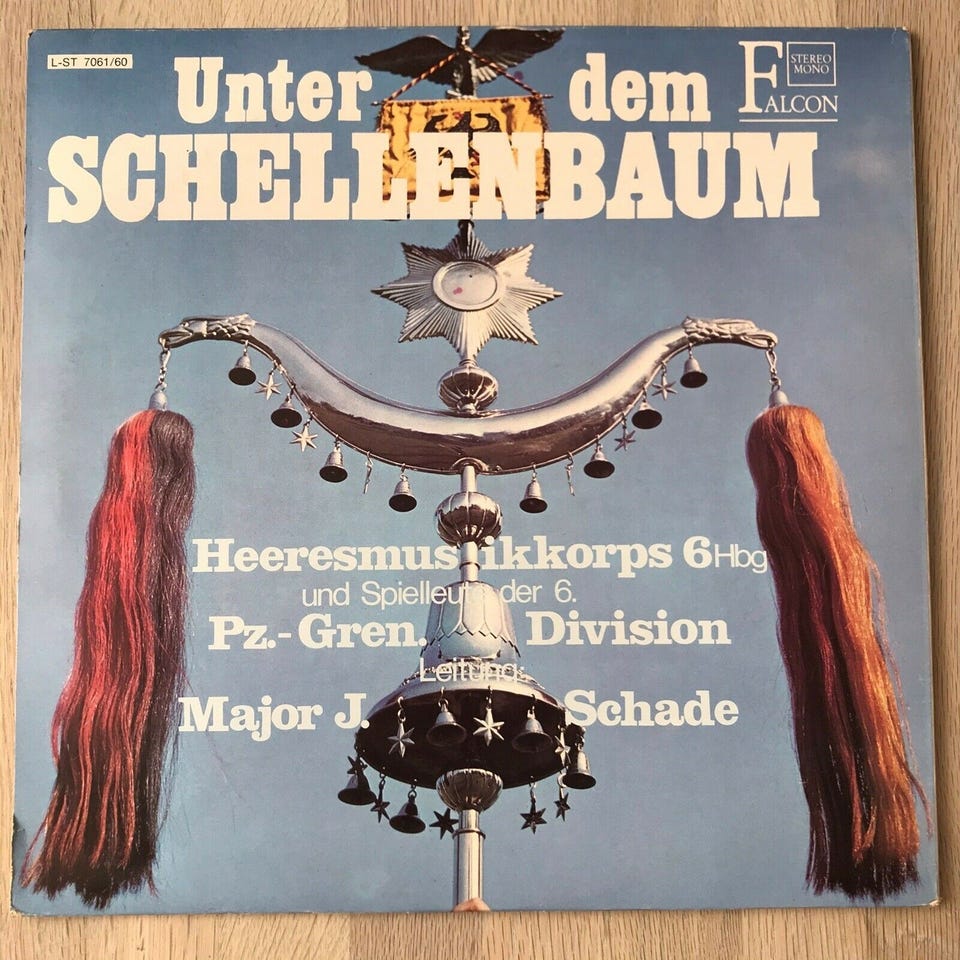 L-ST 7061/60
Unter dem
FALCON
STEREO
MONO
SCHELLENBAUM
Heeresmusikkorps 6 Hbg
und Spielleute der 6.
Pz.-Gren. Division
Leitung:
Major J. Schade